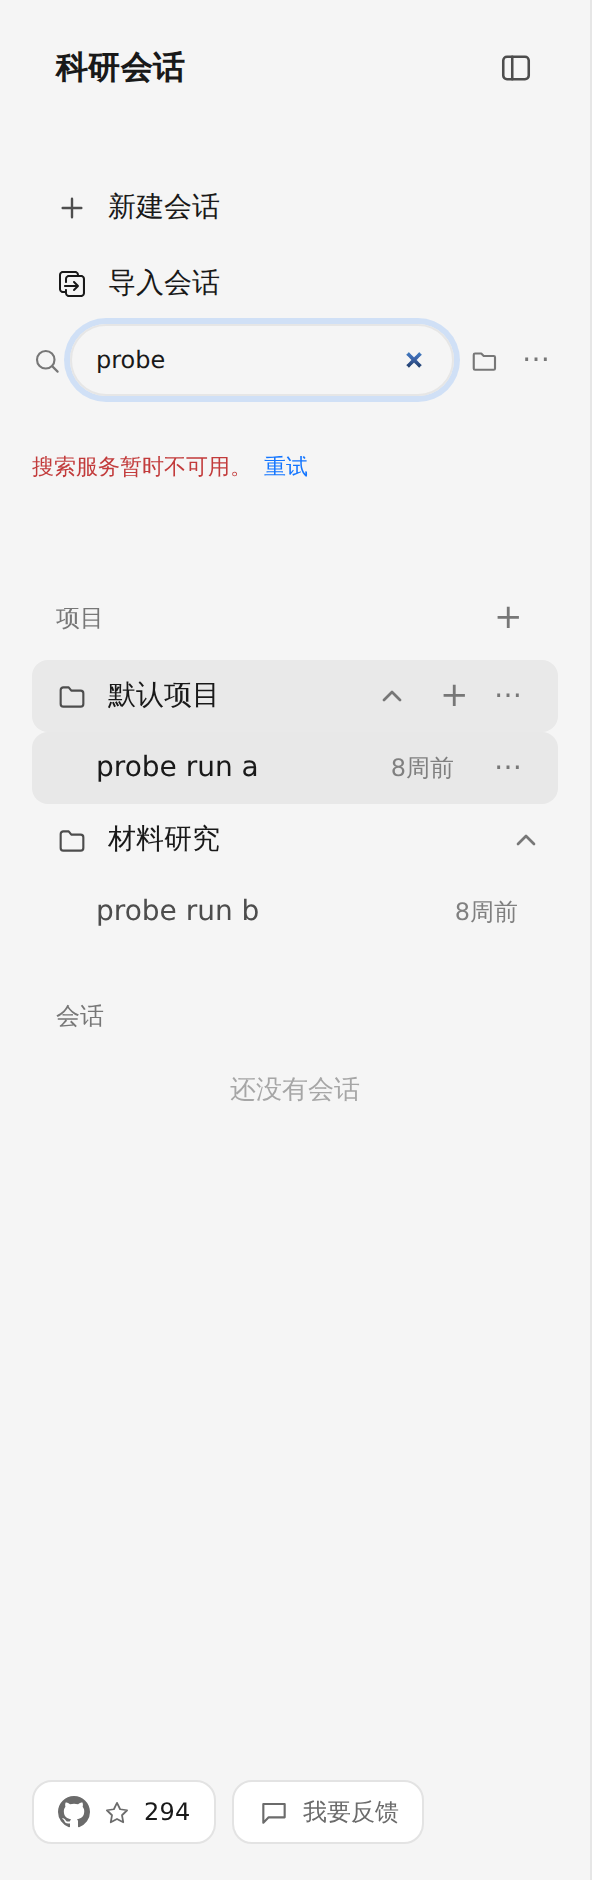 科研会话
新建会话
导入会话
probe
搜索服务暂时不可用。 重试
项目
默认项目
probe run a 8周前
材料研究
probe run b 8周前
会话
还没有会话
294 我要反馈